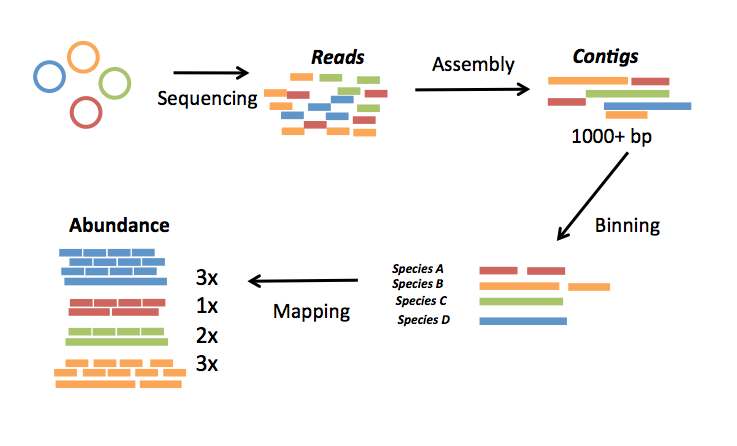 Sequencing
Reads
Assembly
Contigs
1000+ bp
Binning
Species A
Species B
Species C
Species D
Mapping
Abundance
3x
1x
2x
3x